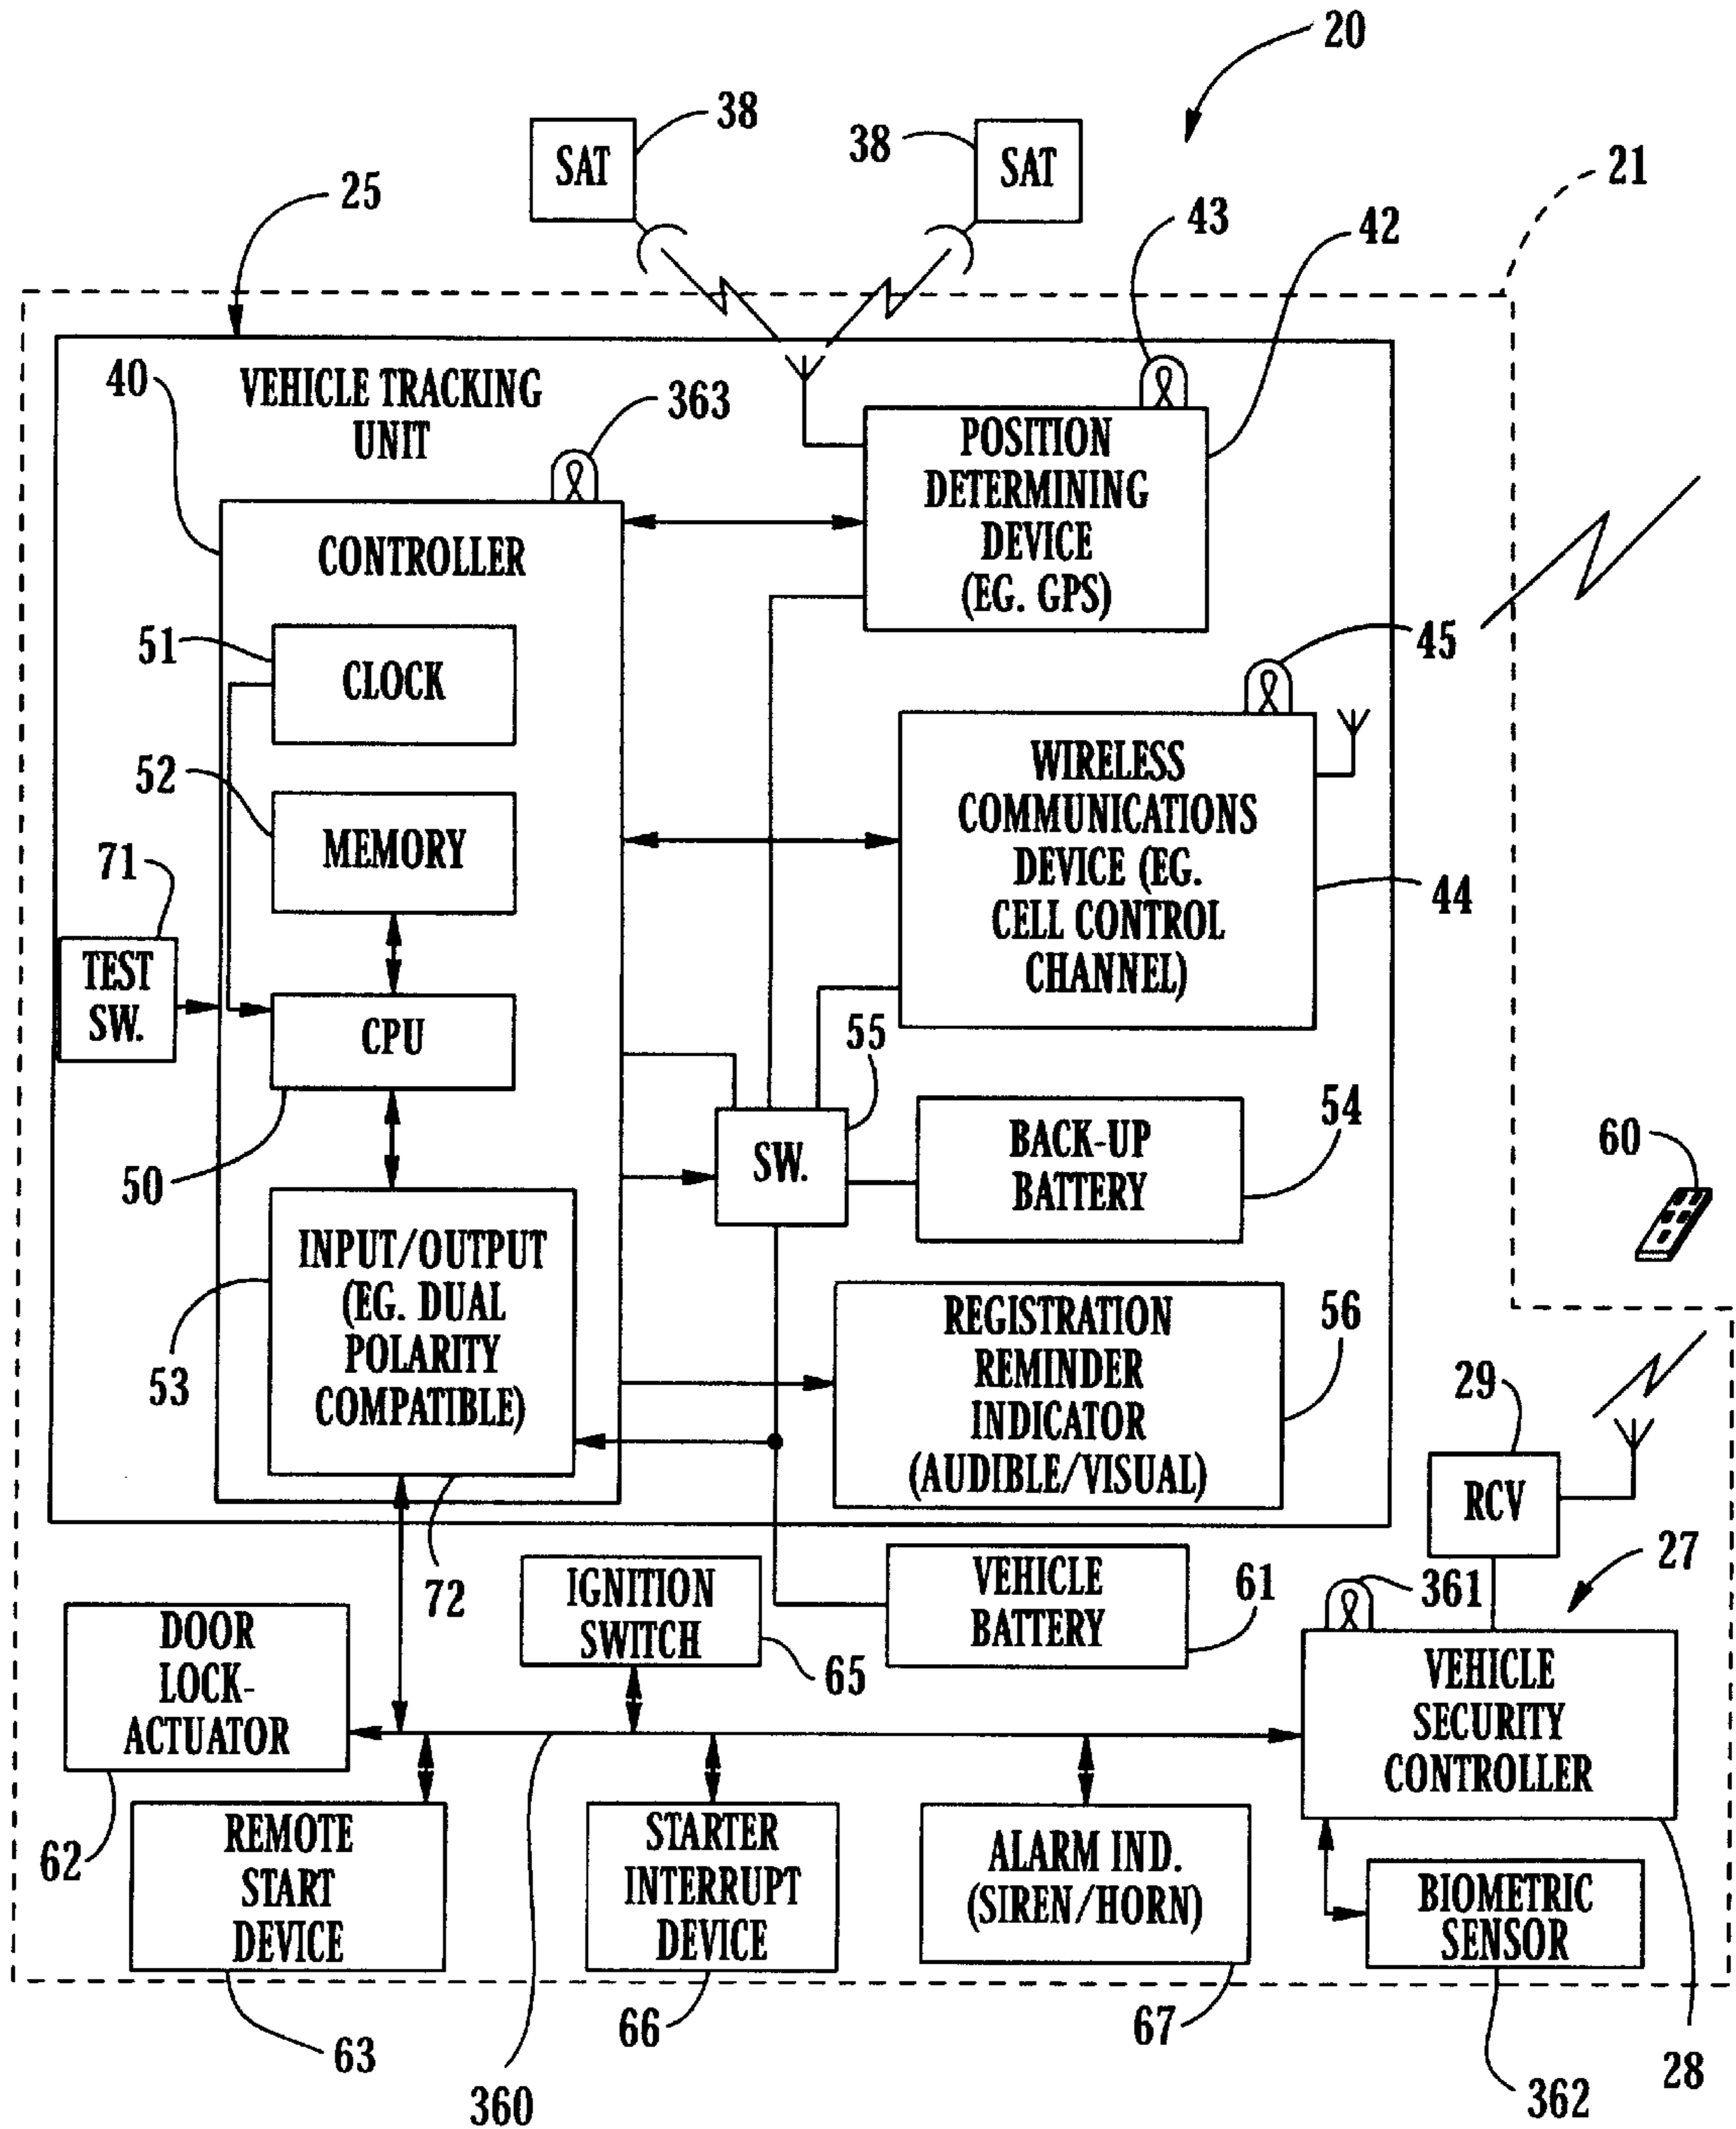 20
38
SAT
38
SAT
21
25
43
42
40
VEHICLE TRACKING
UNIT
363
POSITION
DETERMINING
DEVICE
(EG. GPS)
CONTROLLER
51
CLOCK
45
52
MEMORY
WIRELESS
COMMUNICATIONS
DEVICE (EG.
CELL CONTROL
CHANNEL)
44
71
TEST
SW.
CPU
55
50
SW.
BACK-UP
BATTERY
54
60
INPUT/OUTPUT
(EG. DUAL
POLARITY
COMPATIBLE)
53
REGISTRATION
REMINDER
INDICATOR
(AUDIBLE/VISUAL)
56
29
RCV
72
IGNITION
SWITCH
65
VEHICLE
BATTERY
61
361
27
DOOR
LOCK-
ACTUATOR
62
VEHICLE
SECURITY
CONTROLLER
REMOTE
START
DEVICE
STARTER
INTERRUPT
DEVICE
ALARM IND.
(SIREN/HORN)
BIOMETRIC
SENSOR
63
360
66
67
362
28